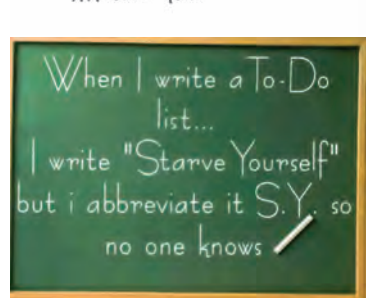 When I write a To-Do
list...
I write "Starve Yourself"
but i abbreviate it S.Y. so
no one knows